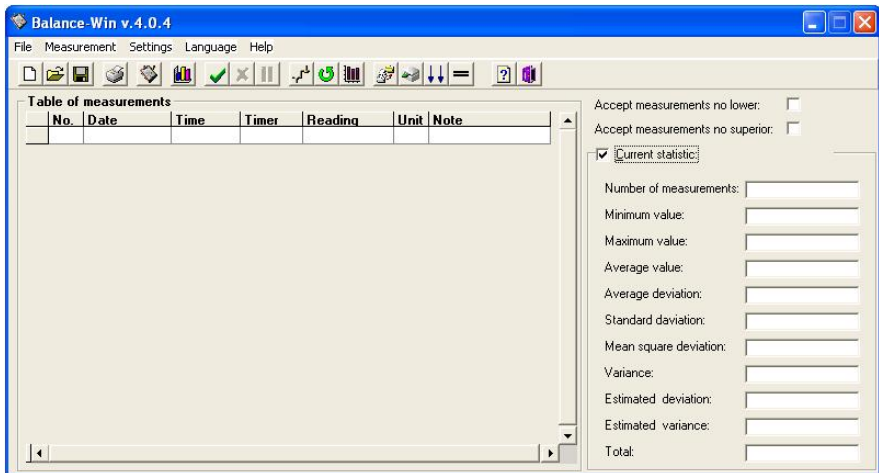 Balance-Win v.4.0.4
File Measurement Settings Language Help
Table of measurements
No. Date Time Timer Reading Unit Note
Accept measurements no lower:
Accept measurements no superior:
Current statistic:
Number of measurements:
Minimum value:
Maximum value:
Average value:
Average deviation:
Standard daviation:
Mean square deviation:
Variance:
Estimated deviation:
Estimated variance:
Total: